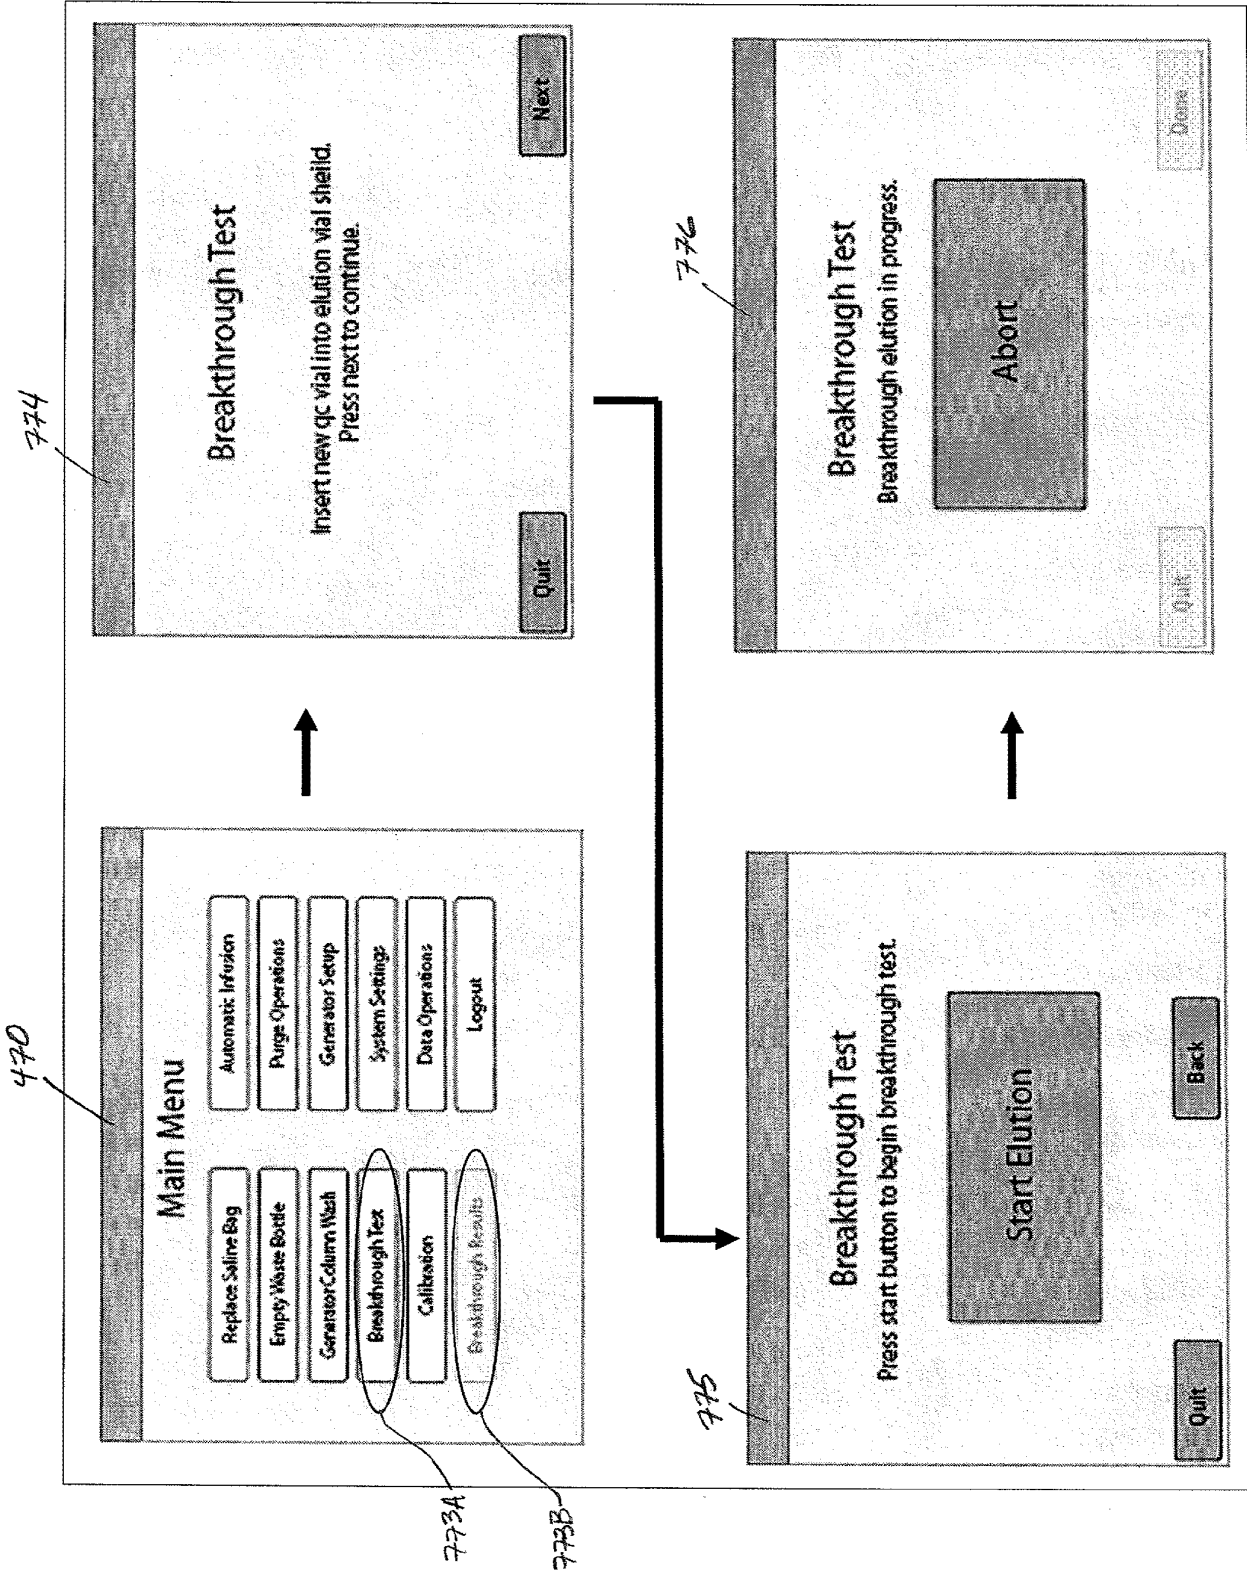 470
Main Menu
Replace Saline Bag
Empty Waste Bottle
Generator Column Wash
Breakthrough Tex
Calibration
Breakthrough Results
Automatic Infusion
Purge Operations
Generator Setup
System Settings
Data Operations
Logout
773A
773B
774
Breakthrough Test
Insert new qc vial into elution vial sheild.
Press next to continue.
Quit
Next
775
Breakthrough Test
Press start button to begin breakthrough test.
Start Elution
Quit
Back
776
Breakthrough Test
Breakthrough elution in progress.
Abort
Quit
Done